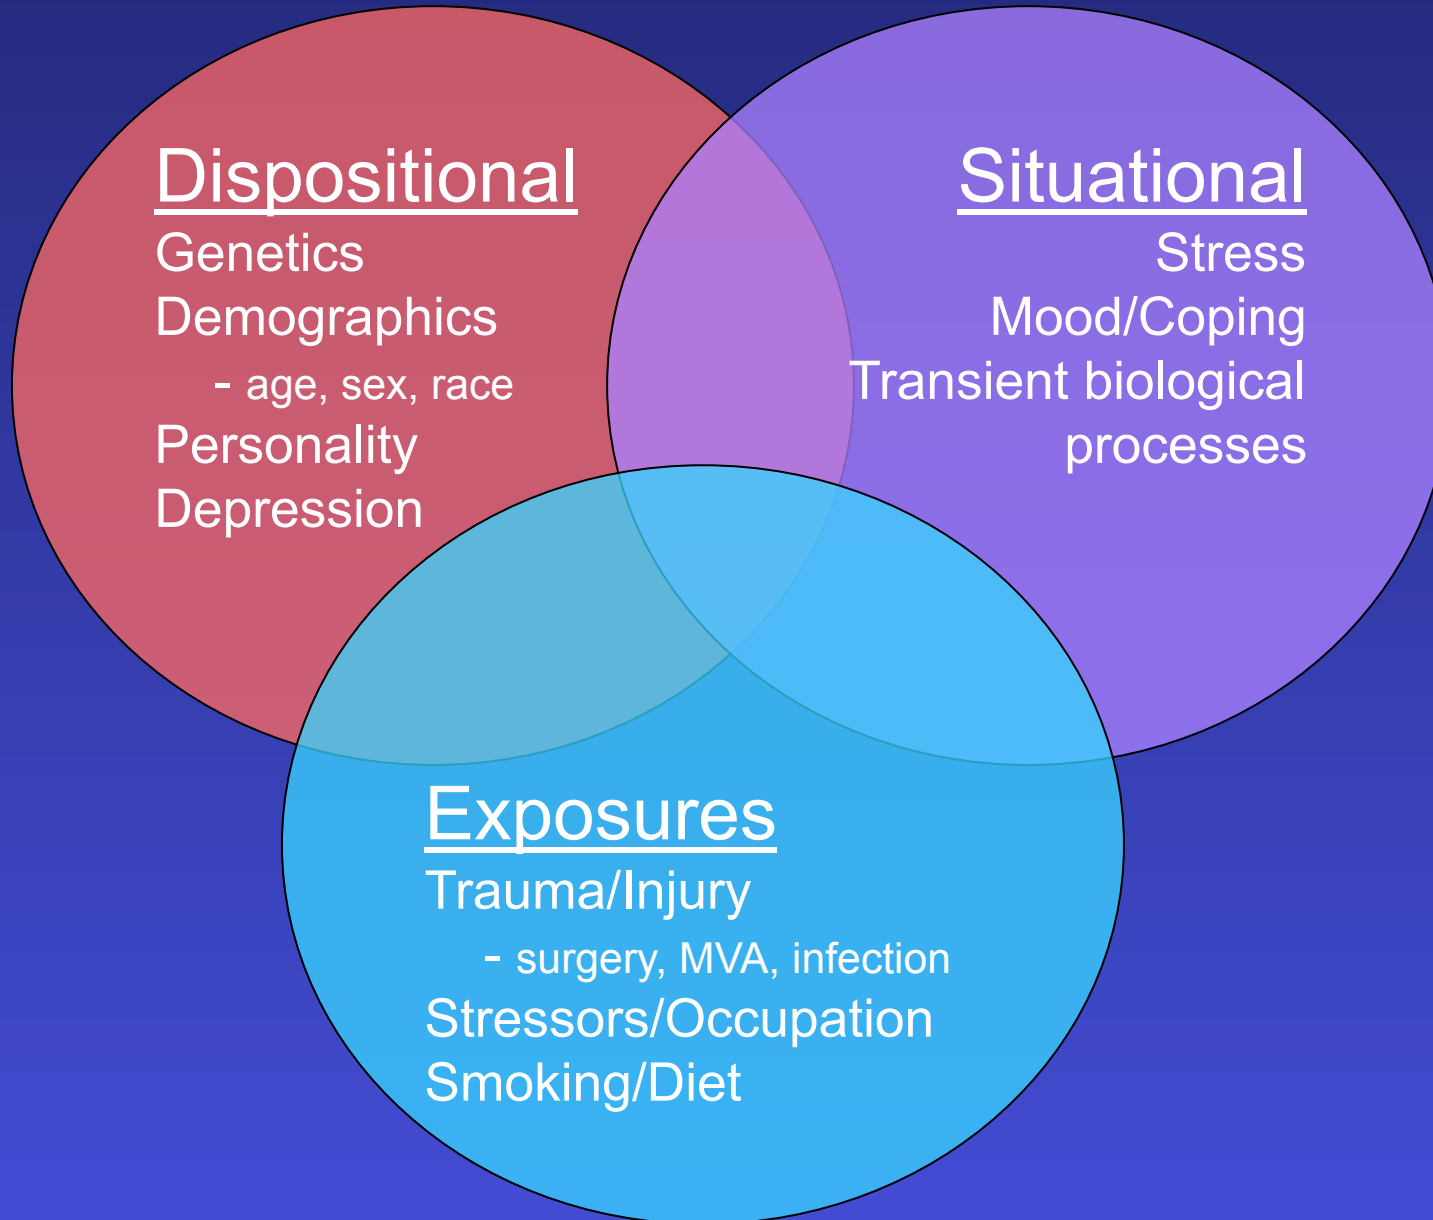 Dispositional
Genetics
Demographics
- age, sex, race
Personality
Depression
Situational
Stress
Mood/Coping
Transient biological
processes
Exposures
Trauma/Injury
- surgery, MVA, infection
Stressors/Occupation
Smoking/Diet